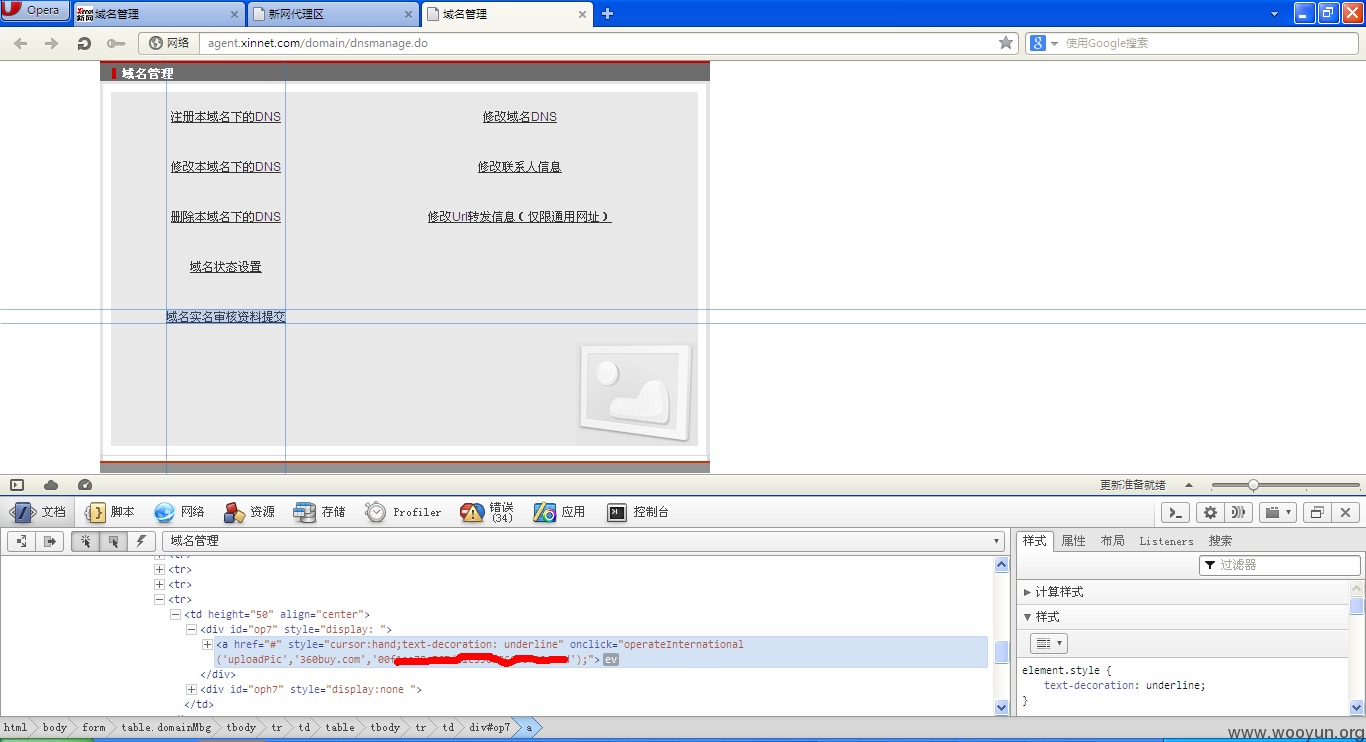 Opera
Xinnet 新网 域名管理
新网代理区
域名管理
网络
agent.xinnet.com/domain/dnsmanage.do
8
使用Google搜索
域名管理
注册本域名下的DNS
修改域名DNS
修改本域名下的DNS
修改联系人信息
删除本域名下的DNS
修改Url转发信息（仅限通用网址）
域名状态设置
域名实名审核资料提交
更新准备就绪
文档
脚本
网络
资源
存储
Profiler
错误
(34)
应用
控制台
域名管理
样式
属性
布局
Listeners
搜索
过滤器
计算样式
样式
<tr>
<tr>
<tr>
<tr>
<td height="50" align="center">
<div id="op7" style="display: ">
<a href="#" style="cursor:hand;text-decoration: underline" onclick="operateInternational
('uploadPic','360buy.com','00f
');"> ev
</div>
<div id="oph7" style="display:none ">
</td>
element.style {
text-decoration: underline;
}
html
body
form
table.domainMbg
tbody
tr
td
table
tbody
tr
td
div#op7
a
www.wooyun.org